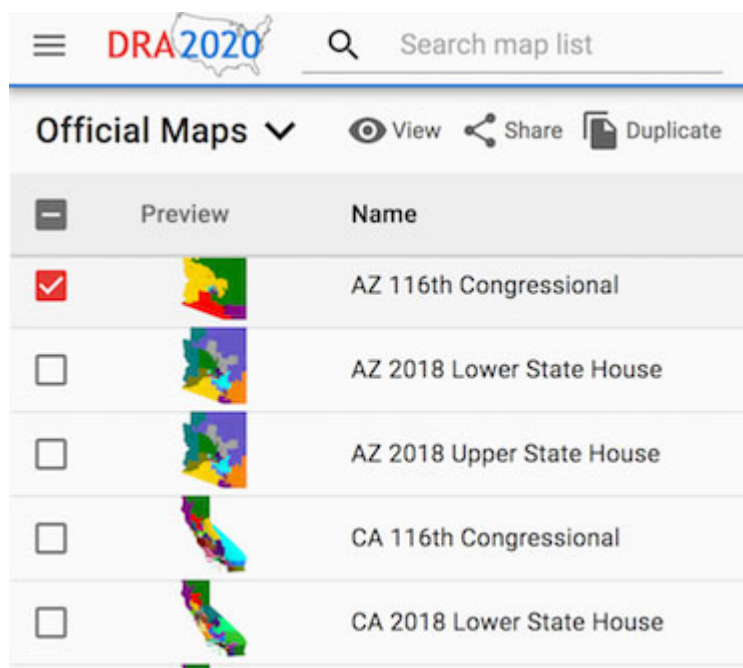 DRA2020 Search map list
Official Maps View Share Duplicate
Preview Name
AZ 116th Congressional
AZ 2018 Lower State House
AZ 2018 Upper State House
CA 116th Congressional
CA 2018 Lower State House